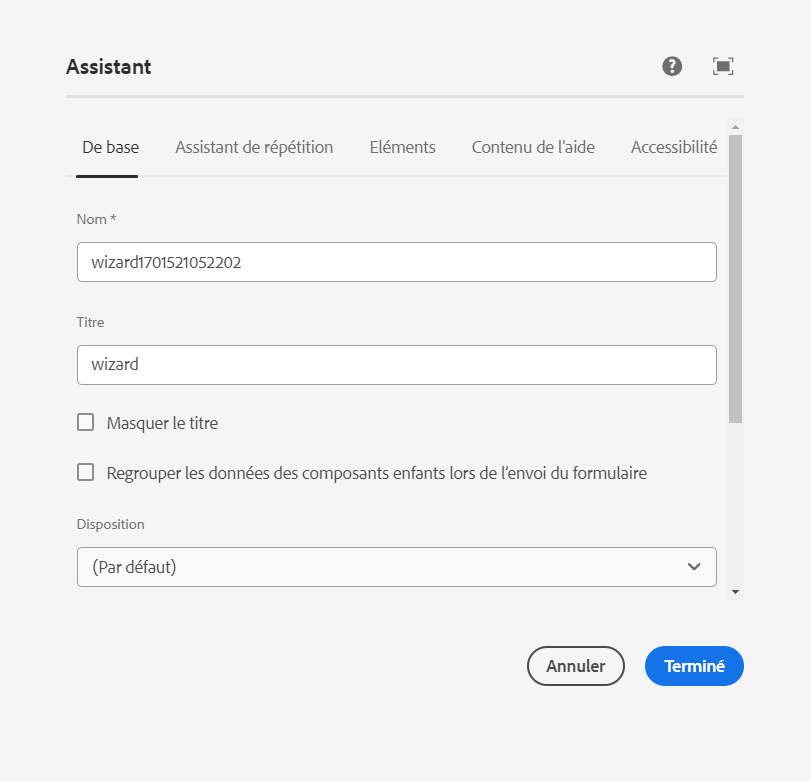 Assistant
De base Assistant de répétition Eléments Contenu de l'aide Accessibilité
Nom *
wizard1701521052202
Titre
wizard
Masquer le titre
Regrouper les données des composants enfants lors de l’envoi du formulaire
Disposition
(Par défaut)
Annuler Terminé